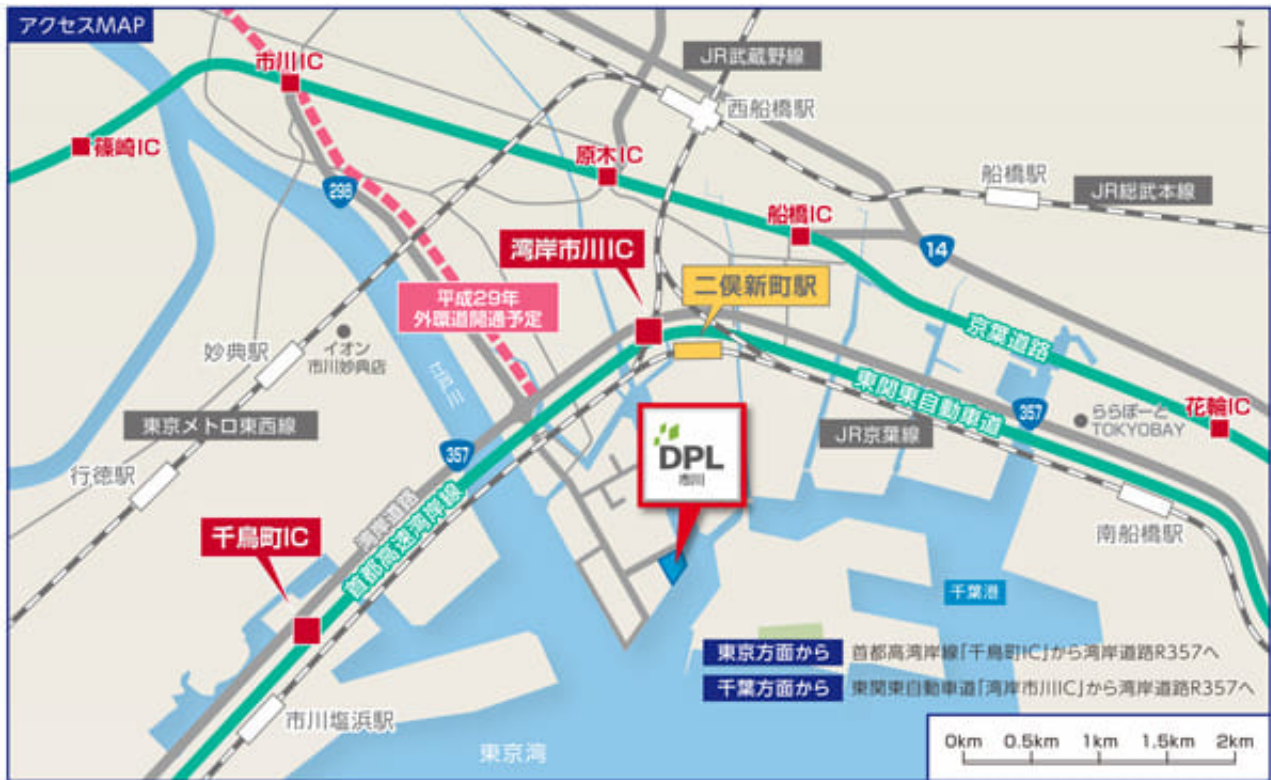 アクセスMAP
N
JR武蔵野線
市川IC
西船橋駅
篠崎IC
原木IC
船橋駅
JR総武本線
298
船橋IC
湾岸市川IC
14
二俣新町駅
平成29年
外環道開通予定
京葉道路
妙典駅
イオン
市川妙典店
江戸川
東関東自動車道
357
ららぽーと
TOKYOBAY
花輪IC
東京メトロ東西線
JR京葉線
DPL
市川
357
行徳駅
湾岸道路
首都高速湾岸線
南船橋駅
千鳥町IC
千葉港
東京方面から 首都高湾岸線「千鳥町IC」から湾岸道路R357へ
千葉方面から 東関東自動車道「湾岸市川IC」から湾岸道路R357へ
市川塩浜駅
東京湾
0km 0.5km 1km 1.5km 2km